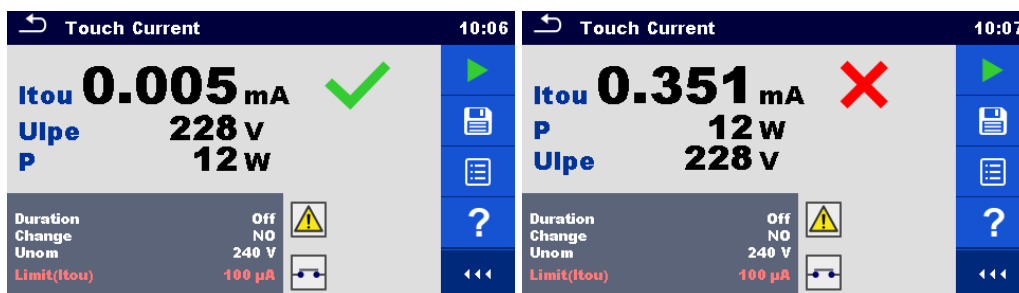 Touch Current 10:06
Itou 0.005 mA
Ulpe 228 V
P 12 W
Duration Off
Change NO
Unom 240 V
Limit(Itou) 100 µA
?
Touch Current 10:07
Itou 0.351 mA
P 12 W
Ulpe 228 V
Duration Off
Change NO
Unom 240 V
Limit(Itou) 100 µA
?